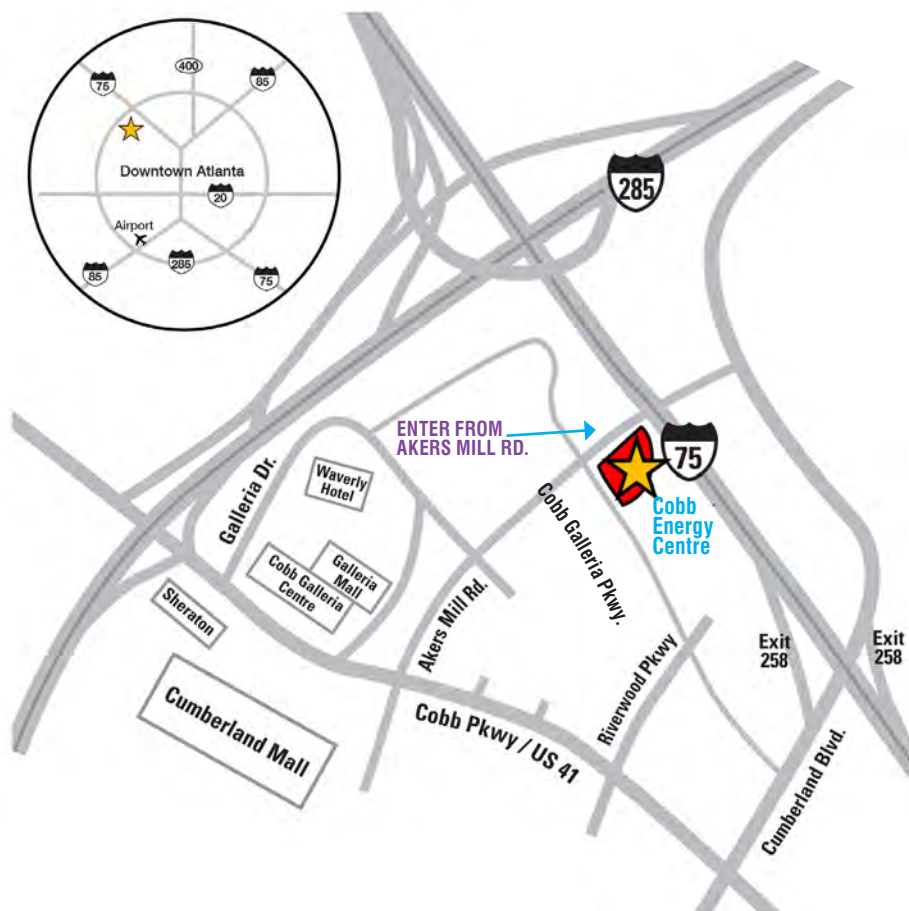 400
75
85
Downtown Atlanta
20
Airport
85
285
75
285
ENTER FROM
AKERS MILL RD.
75
Cobb
Energy
Centre
Galleria Dr.
Waverly
Hotel
Galleria
Mall
Cobb Galleria
Centre
Cobb Galleria Pkwy.
Akers Mill Rd.
Sheraton
Cumberland Mall
Cobb Pkwy / US 41
Riverwood Pkwy
Exit
258
Exit
258
Cumberland Blvd.